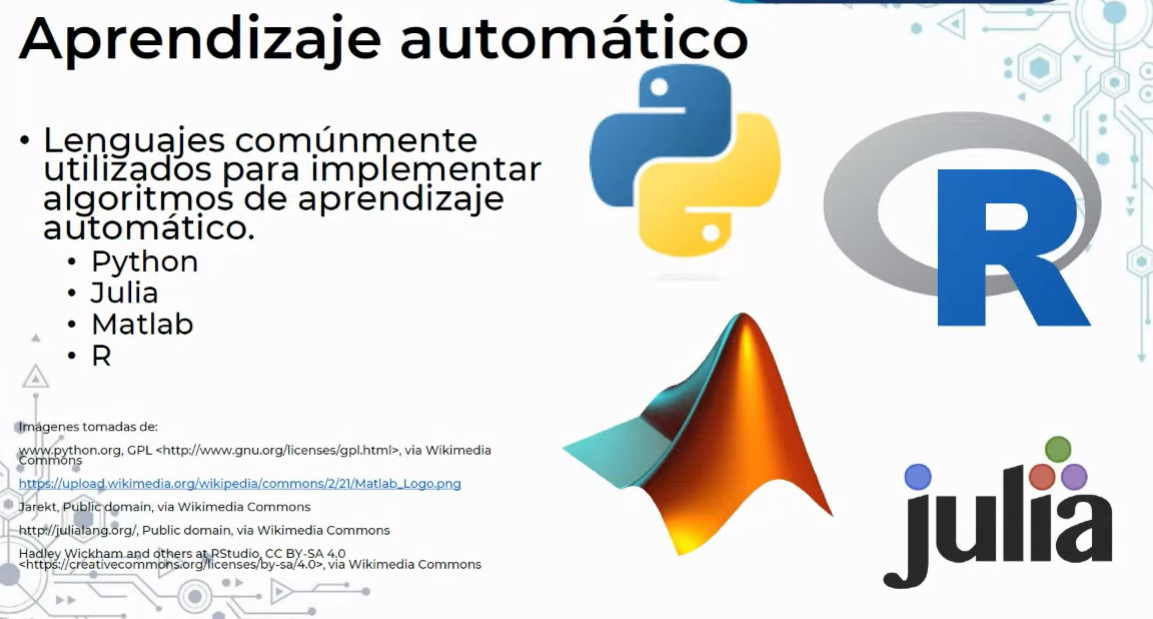 Aprendizaje automático
• Lenguajes comúnmente
utilizados para implementar
algoritmos de aprendizaje
automático.
• Python
• Julia
• Matlab
• R
Imágenes tomadas de:
www.python.org, GPL <http://www.gnu.org/licenses/gpl.html>, via Wikimedia
Commons
https://upload.wikimedia.org/wikipedia/commons/2/21/Matlab_Logo.png
Jarekt, Public domain, via Wikimedia Commons
http://julialang.org/, Public domain, via Wikimedia Commons
Hadley Wickham and others at RStudio, CC BY-SA 4.0
<https://creativecommons.org/licenses/by-sa/4.0>, via Wikimedia Commons
R
julia